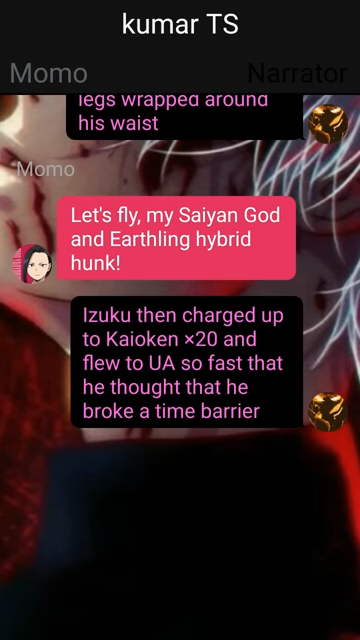 kumar TS
Momo
Narrator
legs wrapped around
his waist
Momo
Let's fly, my Saiyan God
and Earthling hybrid
hunk!
Izuku then charged up
to Kaioken ×20 and
flew to UA so fast that
he thought that he
broke a time barrier